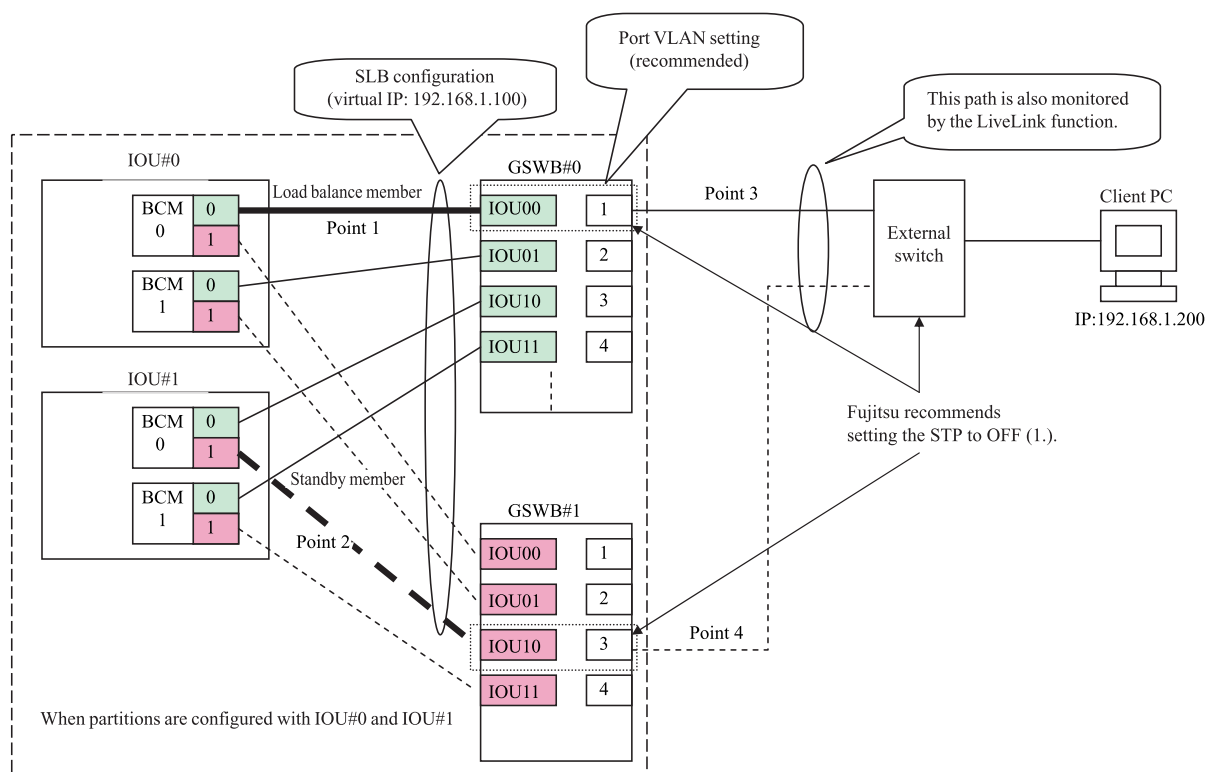 Port VLAN setting
(recommended)
SLB configuration
(virtual IP: 192.168.1.100)
This path is also monitored
by the LiveLink function.
IOU#0
GSWB#0
Load balance member
Point 1
BCM
0
0
1
BCM
1
0
1
IOU00
1
IOU01
2
IOU10
3
IOU11
4
Point 3
External
switch
Client PC
IP:192.168.1.200
IOU#1
BCM
0
0
1
BCM
1
0
1
Standby member
Point 2
Fujitsu recommends
setting the STP to OFF (1.).
GSWB#1
IOU00
1
IOU01
2
IOU10
3
IOU11
4
Point 4
When partitions are configured with IOU#0 and IOU#1